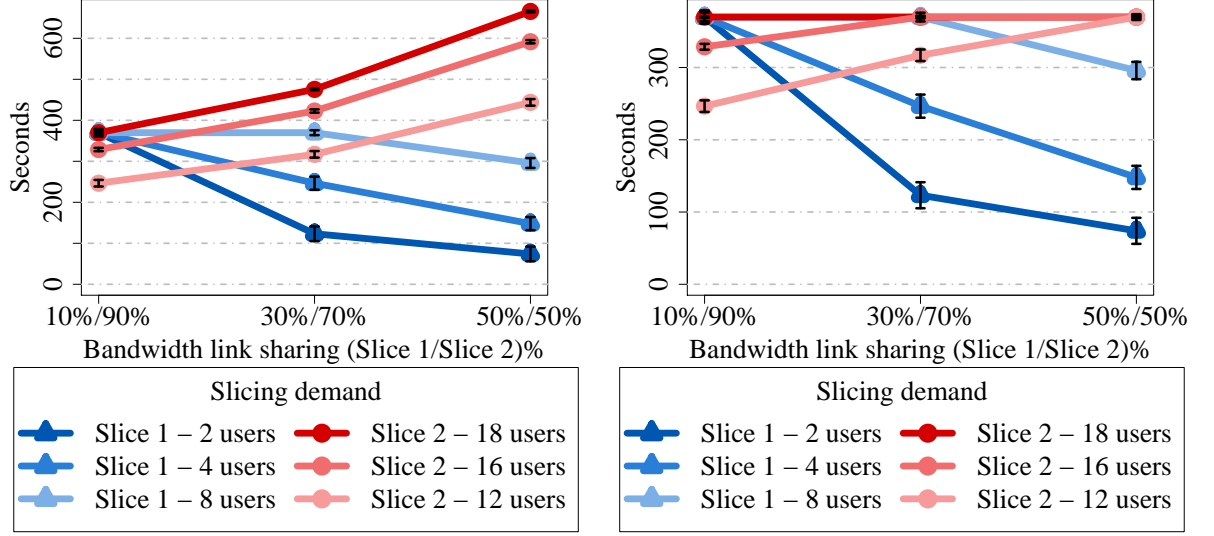 Seconds
600
400
200
0
10%/90%
30%/70%
50%/50%
Bandwidth link sharing (Slice 1/Slice 2)%
Slicing demand
Slice 1 – 2 users
Slice 2 – 18 users
Slice 1 – 4 users
Slice 2 – 16 users
Slice 1 – 8 users
Slice 2 – 12 users
Seconds
300
200
100
0
10%/90%
30%/70%
50%/50%
Bandwidth link sharing (Slice 1/Slice 2)%
Slicing demand
Slice 1 – 2 users
Slice 2 – 18 users
Slice 1 – 4 users
Slice 2 – 16 users
Slice 1 – 8 users
Slice 2 – 12 users